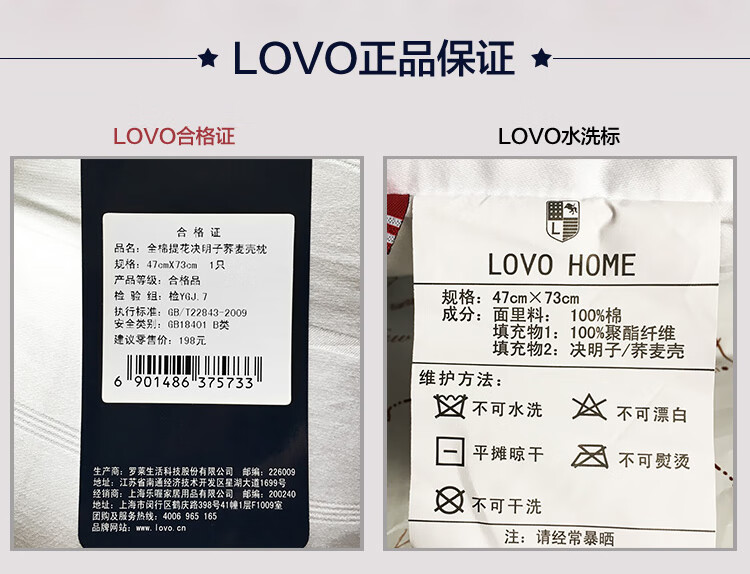 LOVO正品保证
LOVO合格证
合格证
品名: 全棉提花决明子荞麦壳枕
规格: 47cmX73cm 1只
产品等级: 合格品
检 验 组: 检YGJ.7
执行标准: GB/T22843-2009
安全类别: GB18401 B类
建议零售价: 198元
6 901486 375733
生产商: 罗莱生活科技股份有限公司 邮编: 226009
地址: 江苏省南通经济技术开发区星湖大道1699号
经销商: 上海乐喔家居用品有限公司 邮编: 200240
地址: 上海市闵行区鹤庆路398号41幢1层F1009室
团购及服务热线: 4006 965 165
品牌网站: www.lovo.cn
LOVO水洗标
L
LOVO HOME
规格: 47cm×73cm
成分: 面里料: 100%棉
填充物1: 100%聚酯纤维
填充物2: 决明子/荞麦壳
维护方法:
不可水洗 不可漂白
平摊晾干 不可熨烫
不可干洗
注: 请经常暴晒